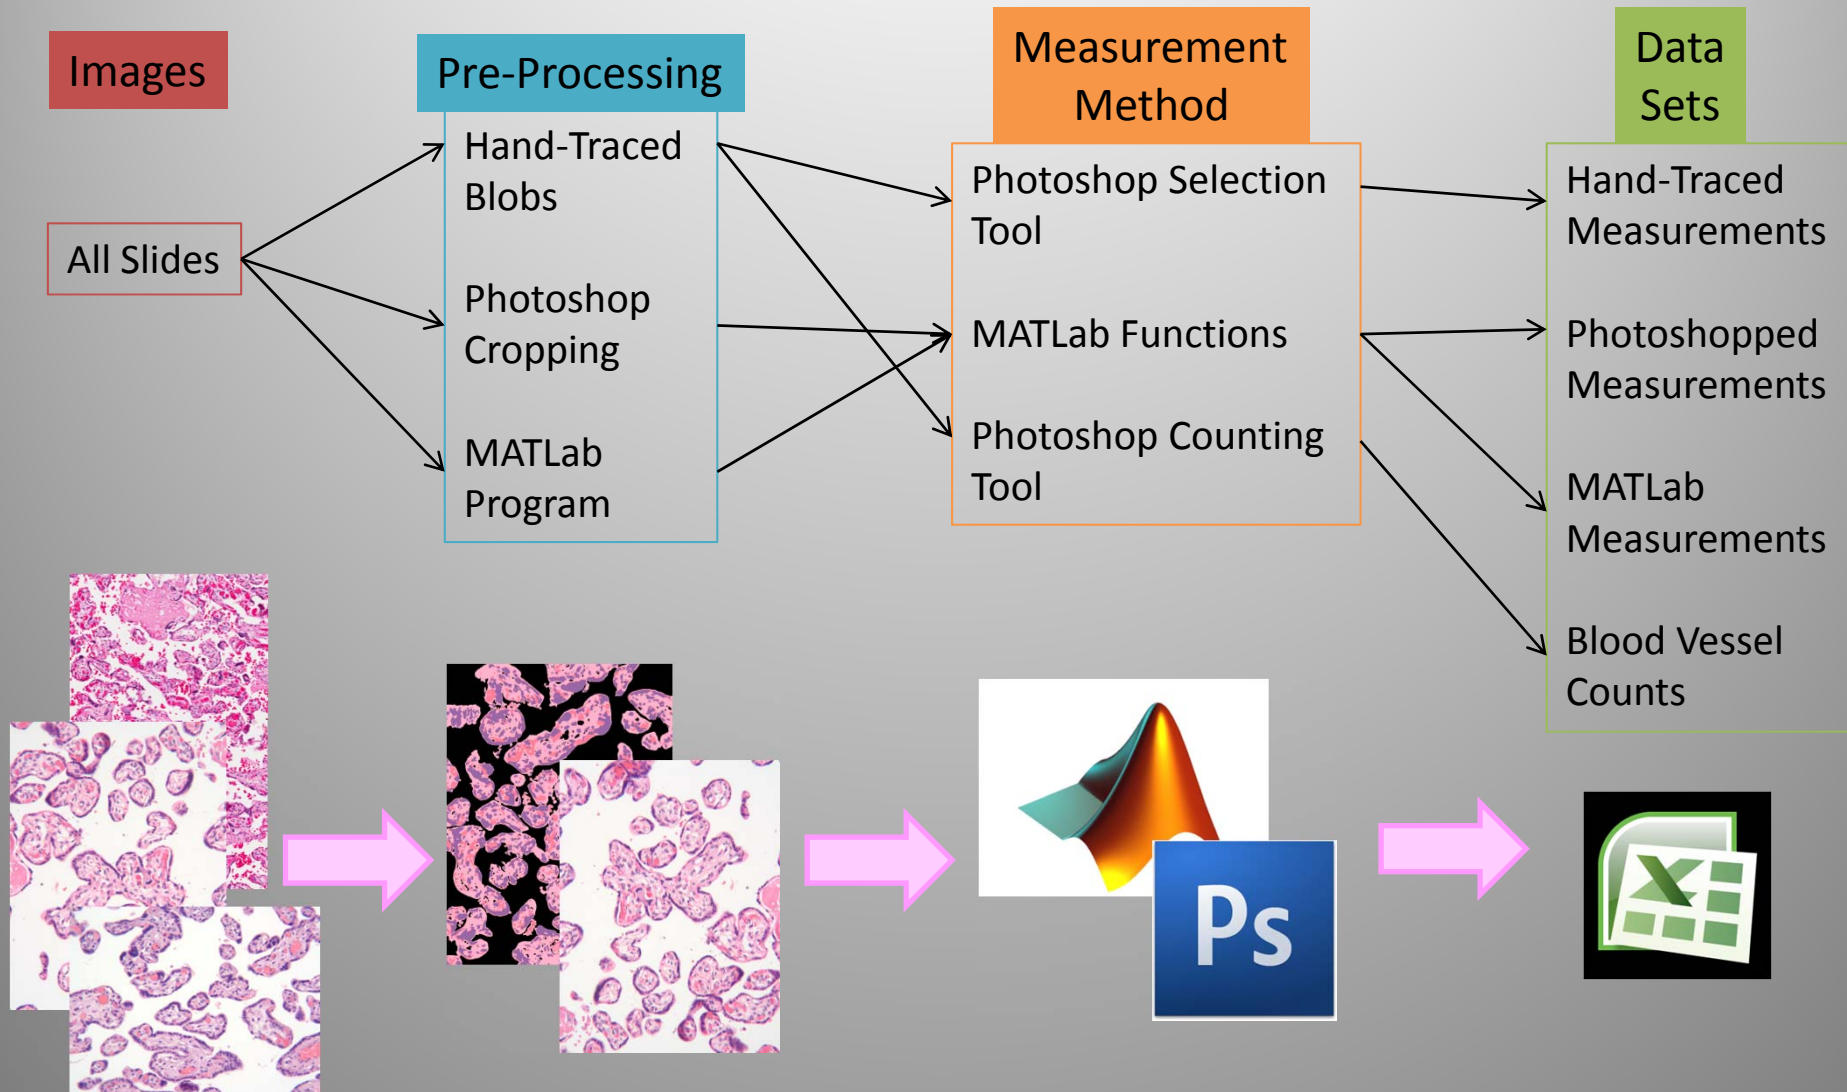 Images
All Slides
Pre-Processing
Hand-Traced
Blobs
Photoshop
Cropping
MATLab
Program
Measurement
Method
Photoshop Selection
Tool
MATLab Functions
Photoshop Counting
Tool
Data
Sets
Hand-Traced
Measurements
Photoshopped
Measurements
MATLab
Measurements
Blood Vessel
Counts
Ps